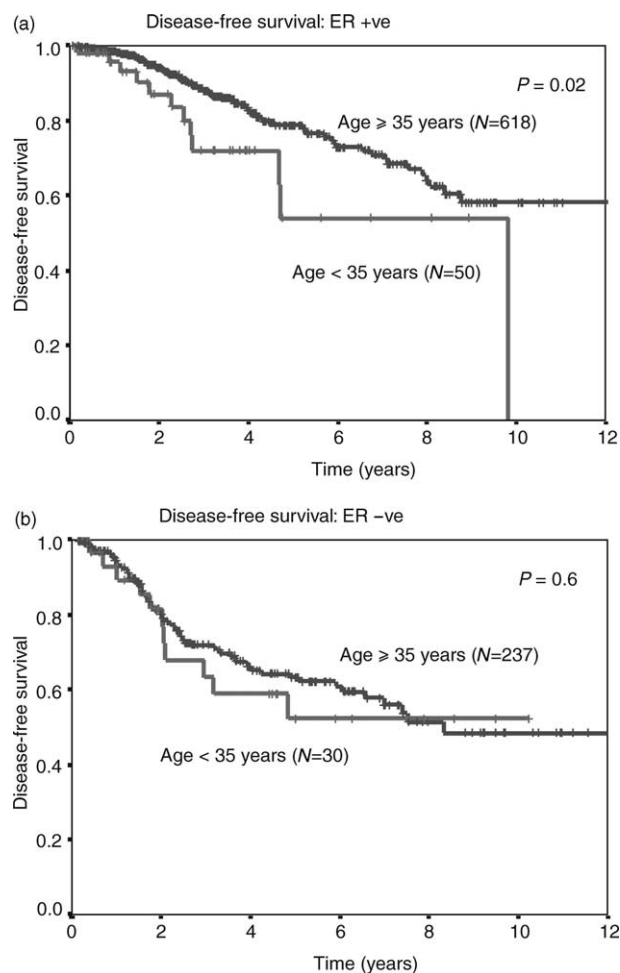 (a)
Disease-free survival: ER +ve
1.0
P = 0.02
Age ⩾ 35 years (N=618)
0.8
0.6
Age < 35 years (N=50)
0.4
0.2
0.0
Disease-free survival
0 2 4 6 8 10 12
Time (years)
(b)
Disease-free survival: ER −ve
1.0
P = 0.6
0.8
Age ⩾ 35 years (N=237)
0.6
Age < 35 years (N=30)
0.4
0.2
0.0
Disease-free survival
0 2 4 6 8 10 12
Time (years)